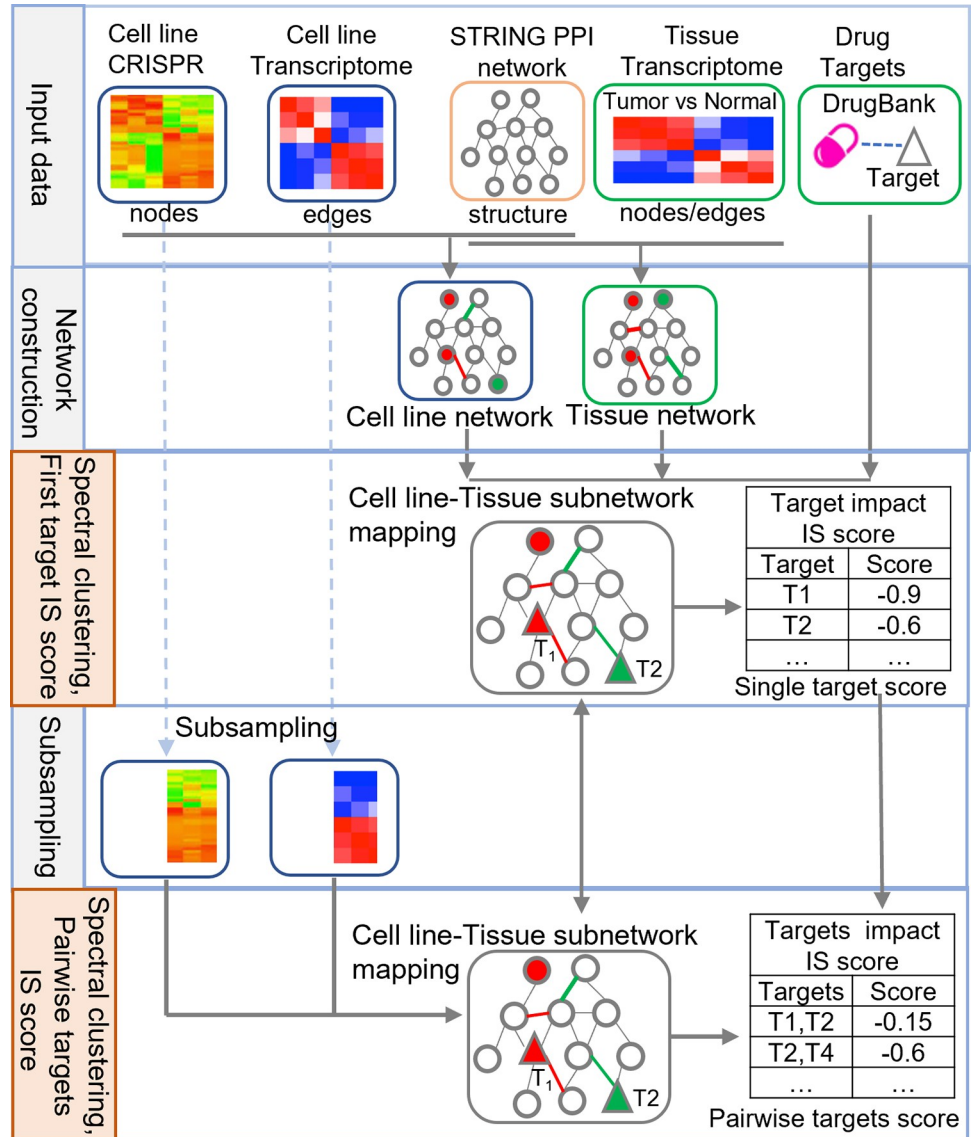 Input data
Cell line
CRISPR
Cell line
Transcriptome
STRING PPI
network
Tissue
Transcriptome
Drug
Targets
Tumor vs Normal
DrugBank
Target
nodes
edges
structure
nodes/edges
Network
construction
Cell line network
Tissue network
Spectral clustering,
First target IS score
Cell line-Tissue subnetwork
mapping
T1
T2
Target impact
IS score
Target Score
T1 -0.9
T2 -0.6
... ...
Single target score
Subsampling
Subsampling
Spectral clustering,
Pairwise targets
IS score
Cell line-Tissue subnetwork
mapping
T1
T2
Targets impact
IS score
Targets Score
T1,T2 -0.15
T2,T4 -0.6
... ...
Pairwise targets score